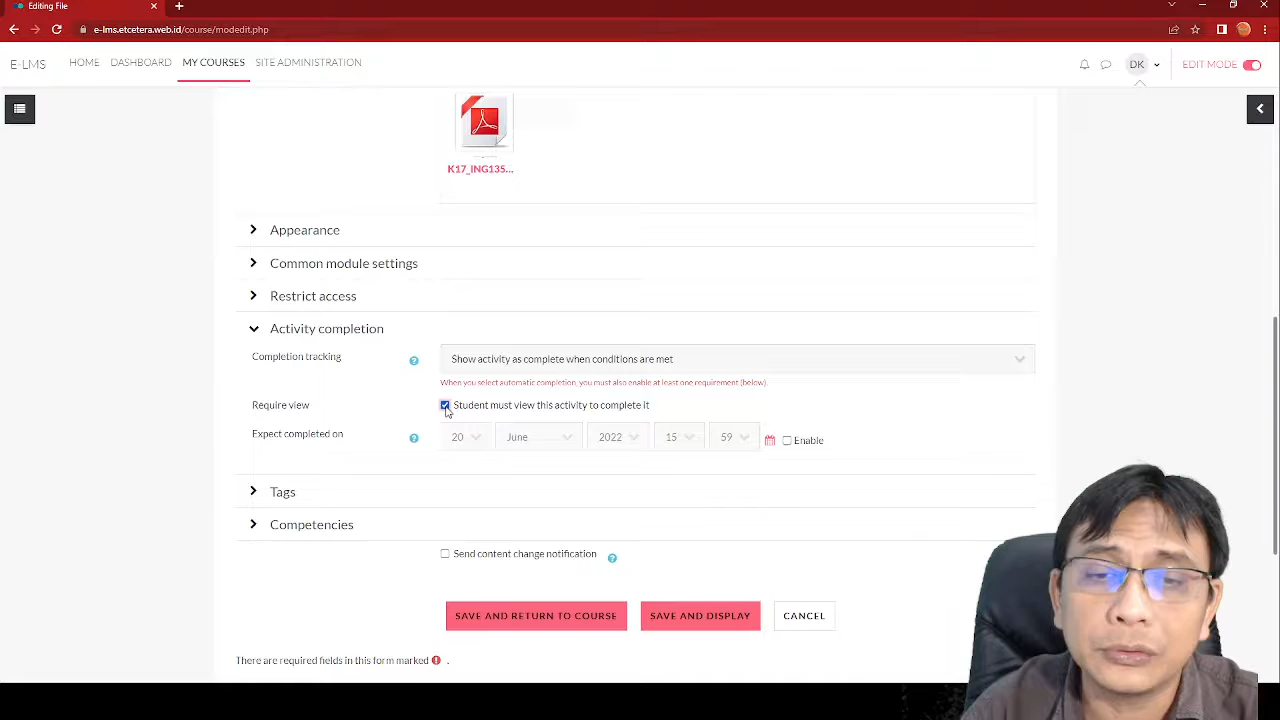 Editing File
e-lms.etcetera.web.id/course/modedit.php
E-LMS HOME DASHBOARD MY COURSES SITE ADMINISTRATION DK EDIT MODE
K17_ING135...
Appearance
Common module settings
Restrict access
Activity completion
Completion tracking Show activity as complete when conditions are met
When you select automatic completion, you must also enable at least one requirement (below).
Require view Student must view this activity to complete it
Expect completed on 20 June 2022 15 59 Enable
Tags
Competencies
Send content change notification
SAVE AND RETURN TO COURSE SAVE AND DISPLAY CANCEL
There are required fields in this form marked .